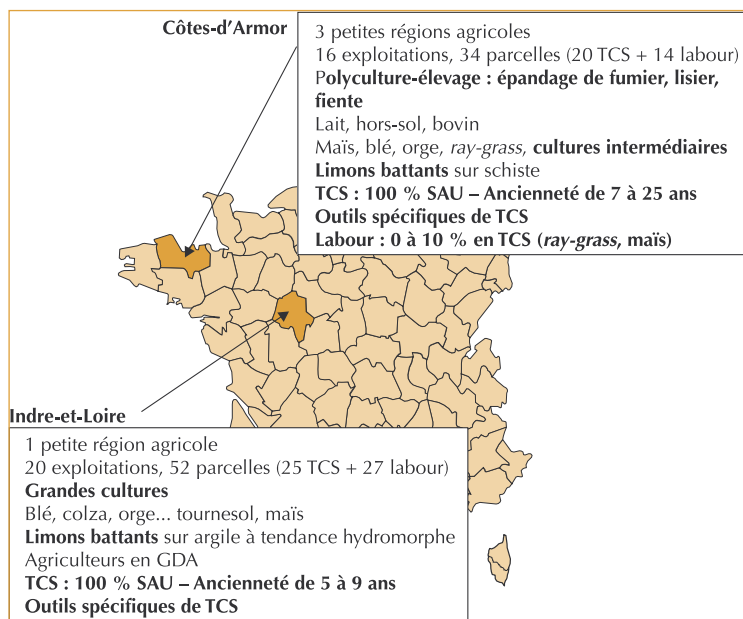 Côtes-d'Armor
3 petites régions agricoles
16 exploitations, 34 parcelles (20 TCS + 14 labour)
Polyculture-élevage : épandage de fumier, lisier,
fiente
Lait, hors-sol, bovin
Maïs, blé, orge, ray-grass, cultures intermédiaires
Limons battants sur schiste
TCS : 100 % SAU – Ancienneté de 7 à 25 ans
Outils spécifiques de TCS
Labour : 0 à 10 % en TCS (ray-grass, maïs)
Indre-et-Loire
1 petite région agricole
20 exploitations, 52 parcelles (25 TCS + 27 labour)
Grandes cultures
Blé, colza, orge... tournesol, maïs
Limons battants sur argile à tendance hydromorphe
Agriculteurs en GDA
TCS : 100 % SAU – Ancienneté de 5 à 9 ans
Outils spécifiques de TCS